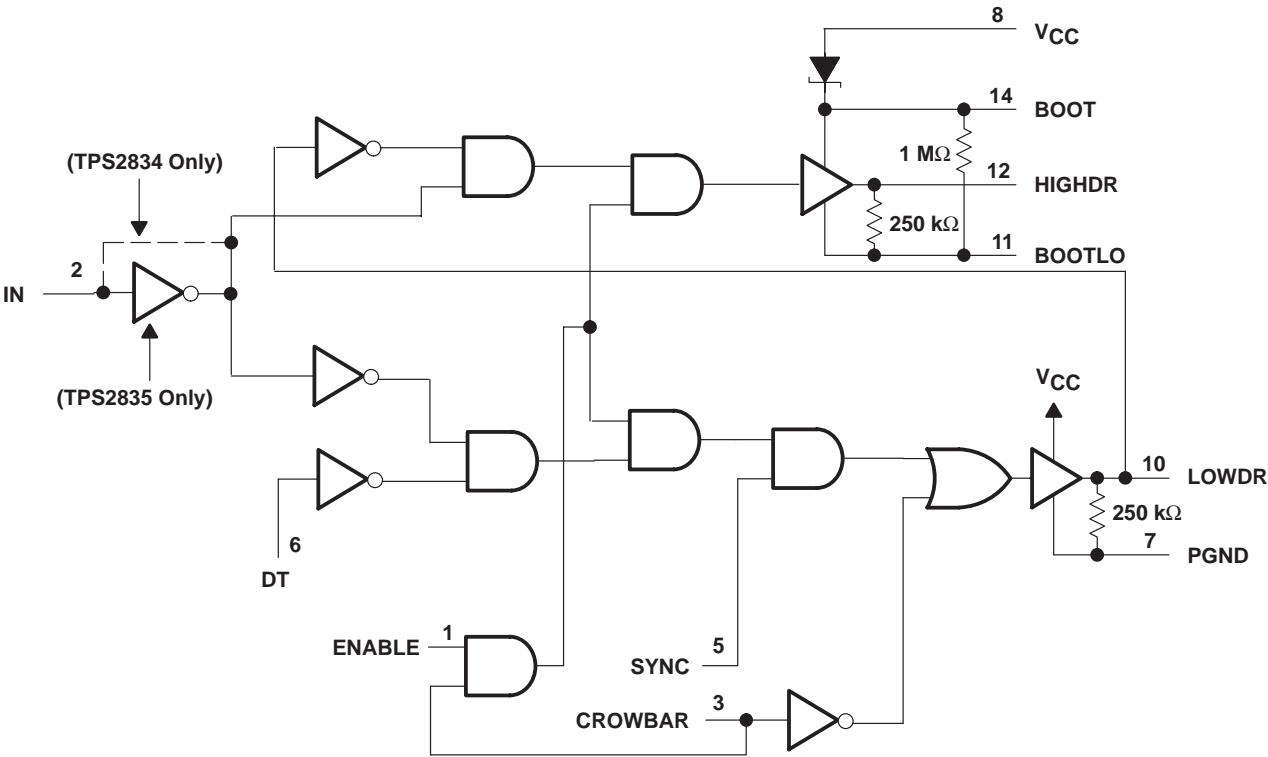 8
VCC
14
BOOT
(TPS2834 Only)
1 MΩ
12
HIGHDR
250 kΩ
11
BOOTLO
2
IN
(TPS2835 Only)
VCC
10
LOWDR
250 kΩ
7
PGND
6
DT
1
ENABLE
5
SYNC
3
CROWBAR